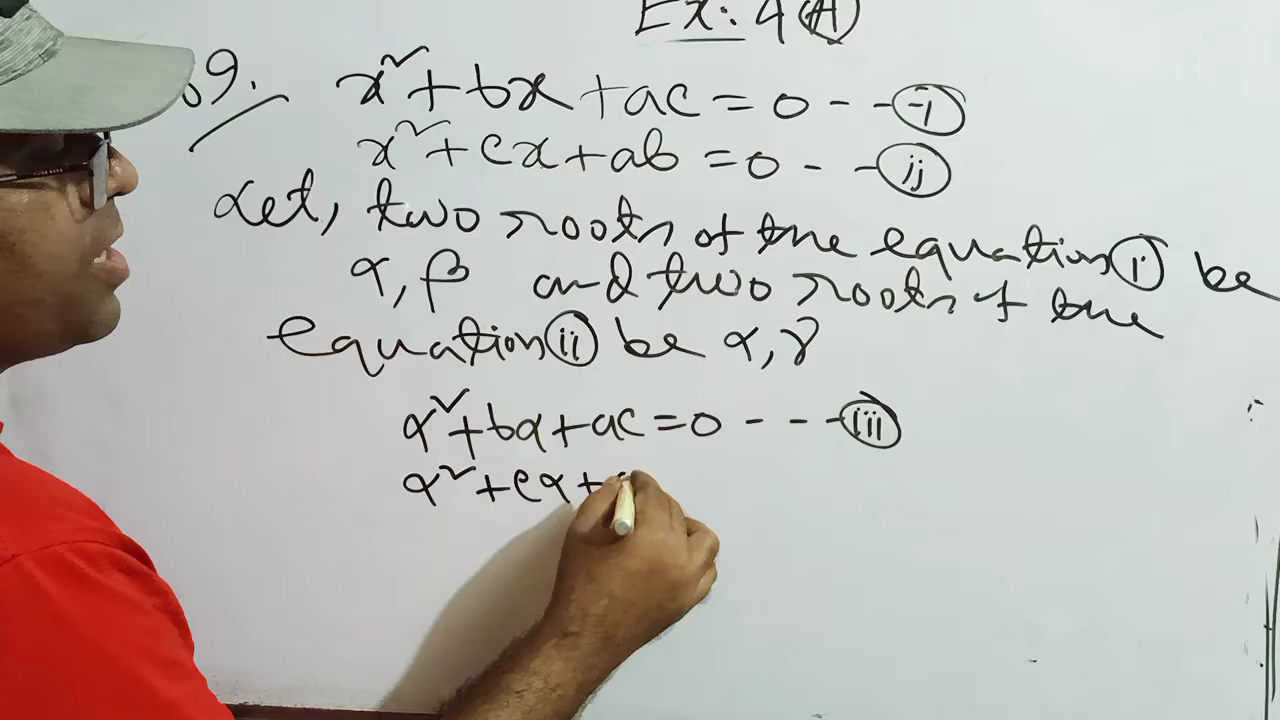 Ex: 4(A)
9. x² + bx + ac = 0 - - (i)
x² + cx + ab = 0 - - (ii)
Let, two roots of the equation (i) be
α, β and two roots of the
equation (ii) be α, γ
α² + bα + ac = 0 - - - (iii)
α² + cα +